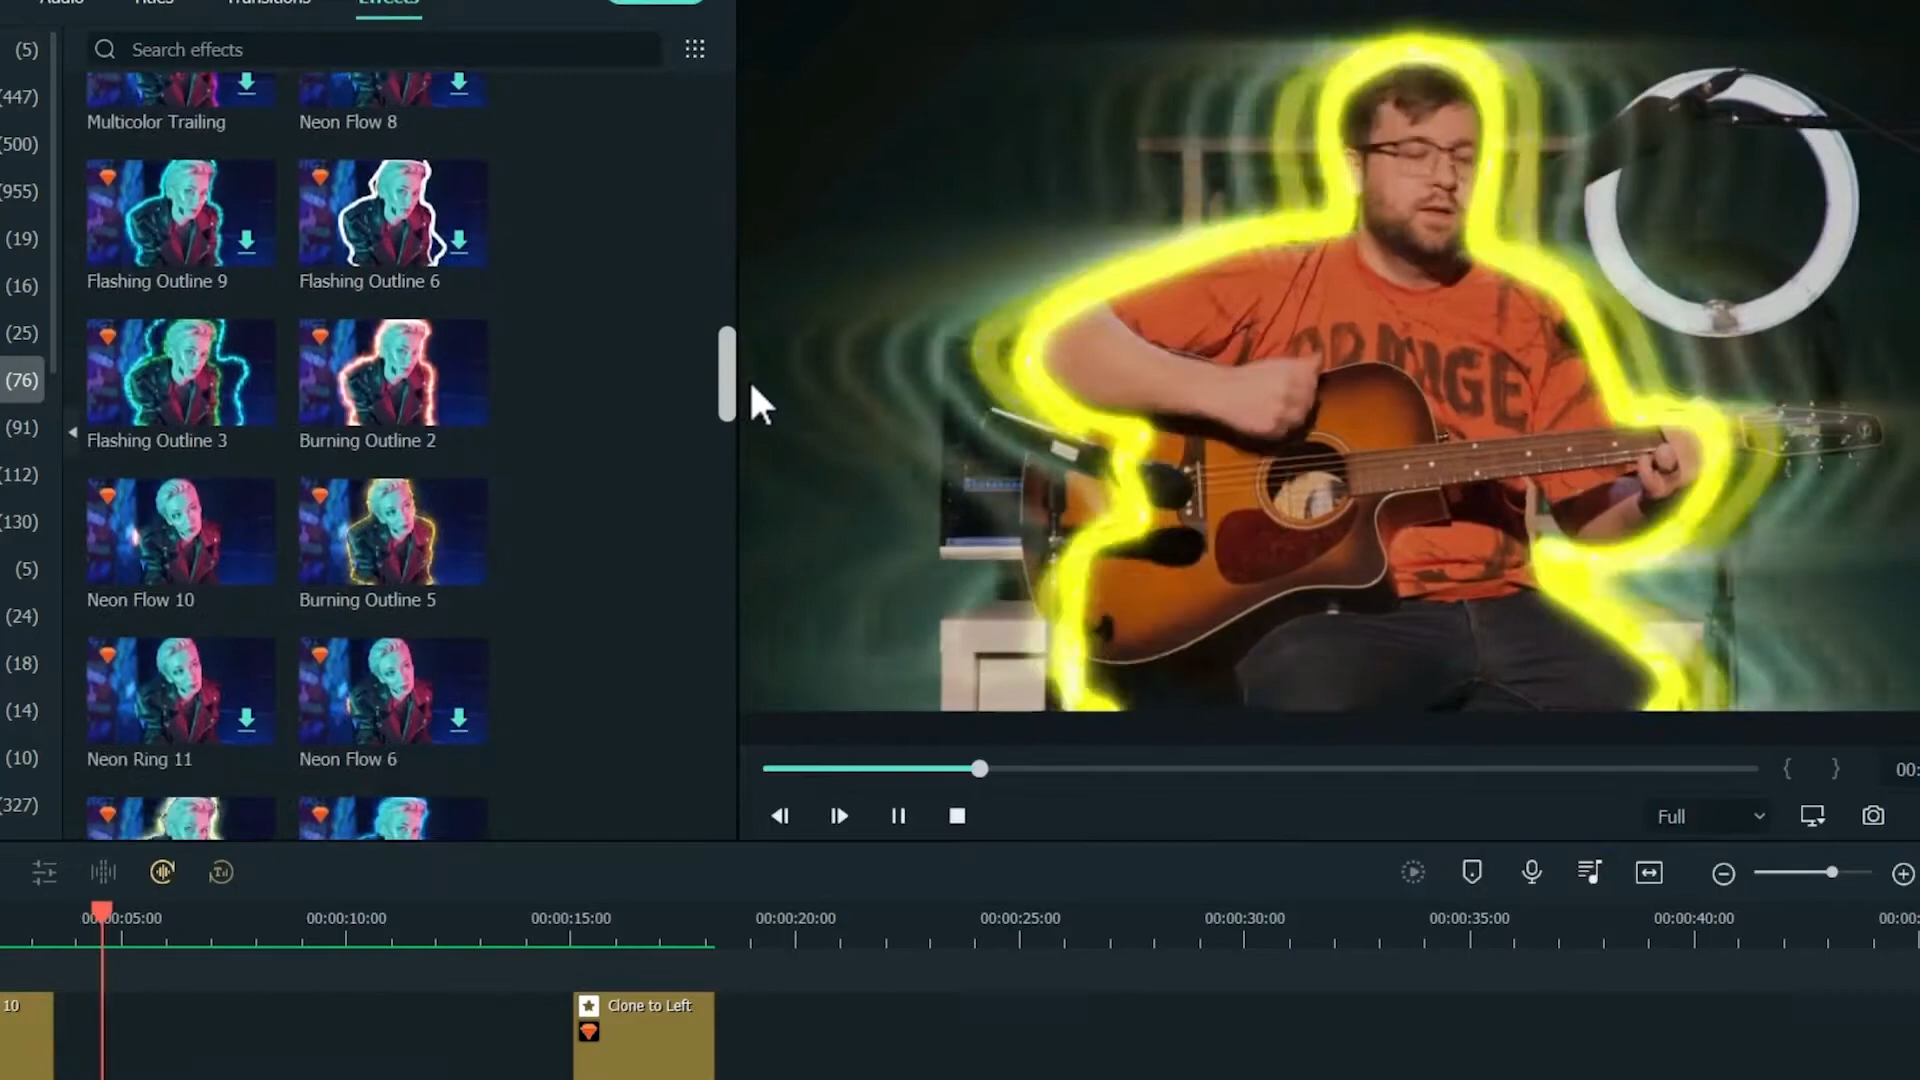 Audio
Titles
Transitions
Effects
(5)
(447)
(500)
(955)
(19)
(16)
(25)
(76)
(91)
(112)
(130)
(5)
(24)
(18)
(14)
(10)
(327)
Search effects
Multicolor Trailing
Neon Flow 8
Flashing Outline 9
Flashing Outline 6
Flashing Outline 3
Burning Outline 2
Neon Flow 10
Burning Outline 5
Neon Ring 11
Neon Flow 6
ORANGE
00:
Full
00:00:05:00
00:00:10:00
00:00:15:00
00:00:20:00
00:00:25:00
00:00:30:00
00:00:35:00
00:00:40:00
00:00:
10
Clone to Left